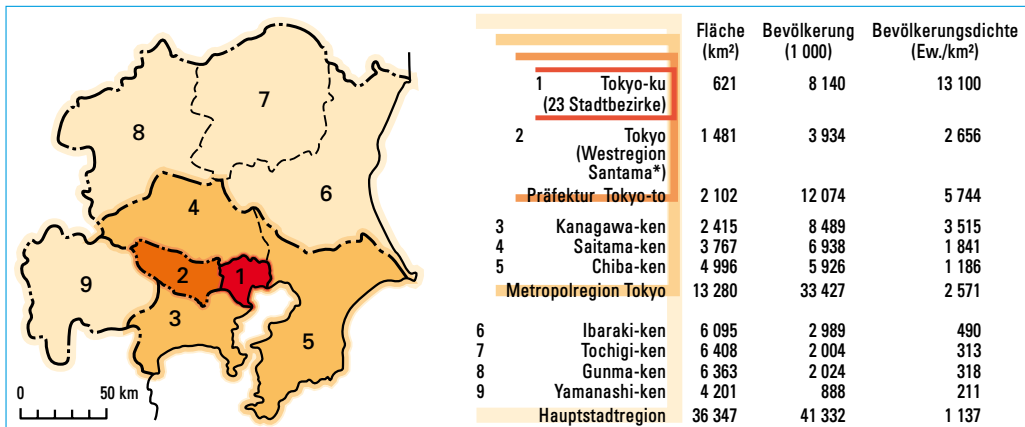 7
8
6
4
2
1
9
3
5
0 50 km
Fläche Bevölkerung Bevölkerungsdichte
(km²) (1 000) (Ew./km²)
1 Tokyo-ku 621 8 140 13 100
(23 Stadtbezirke)
2 Tokyo 1 481 3 934 2 656
(Westregion
Santama*)
Präfektur Tokyo-to 2 102 12 074 5 744
3 Kanagawa-ken 2 415 8 489 3 515
4 Saitama-ken 3 767 6 938 1 841
5 Chiba-ken 4 996 5 926 1 186
Metropolregion Tokyo 13 280 33 427 2 571
6 Ibaraki-ken 6 095 2 989 490
7 Tochigi-ken 6 408 2 004 313
8 Gunma-ken 6 363 2 024 318
9 Yamanashi-ken 4 201 888 211
Hauptstadtregion 36 347 41 332 1 137